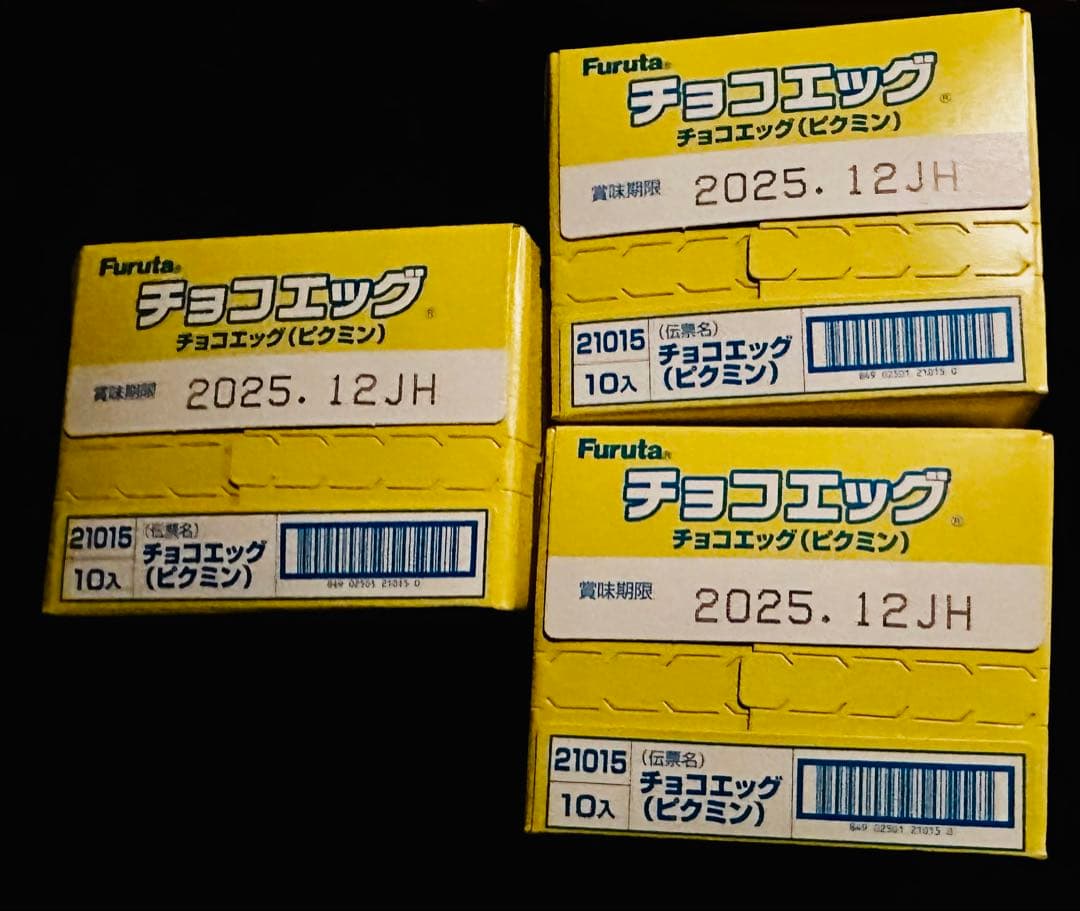 Furuta®
チョコエッグ®
チョコエッグ(ピクミン)
賞味期限 2025.12JH
21015
10入
(伝票名)
チョコエッグ
(ピクミン)
Furuta®
チョコエッグ®
チョコエッグ(ピクミン)
賞味期限 2025.12JH
21015
10入
(伝票名)
チョコエッグ
(ピクミン)
Furuta®
チョコエッグ®
チョコエッグ(ピクミン)
賞味期限 2025.12JH
21015
10入
(伝票名)
チョコエッグ
(ピクミン)